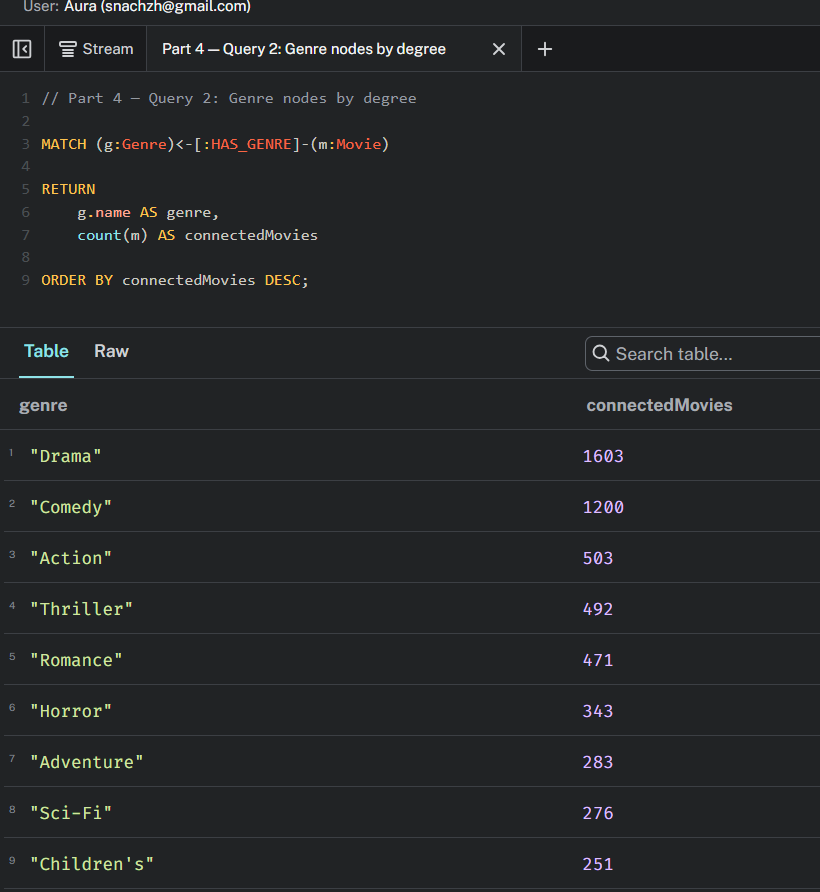 User: Aura (snachzh@gmail.com)
Stream
Part 4 — Query 2: Genre nodes by degree
1 // Part 4 — Query 2: Genre nodes by degree
2
3 MATCH (g:Genre)<-[:HAS_GENRE]-(m:Movie)
4
5 RETURN
6 g.name AS genre,
7 count(m) AS connectedMovies
8
9 ORDER BY connectedMovies DESC;
Table Raw
Search table...
genre connectedMovies
1 "Drama" 1603
2 "Comedy" 1200
3 "Action" 503
4 "Thriller" 492
5 "Romance" 471
6 "Horror" 343
7 "Adventure" 283
8 "Sci-Fi" 276
9 "Children's" 251